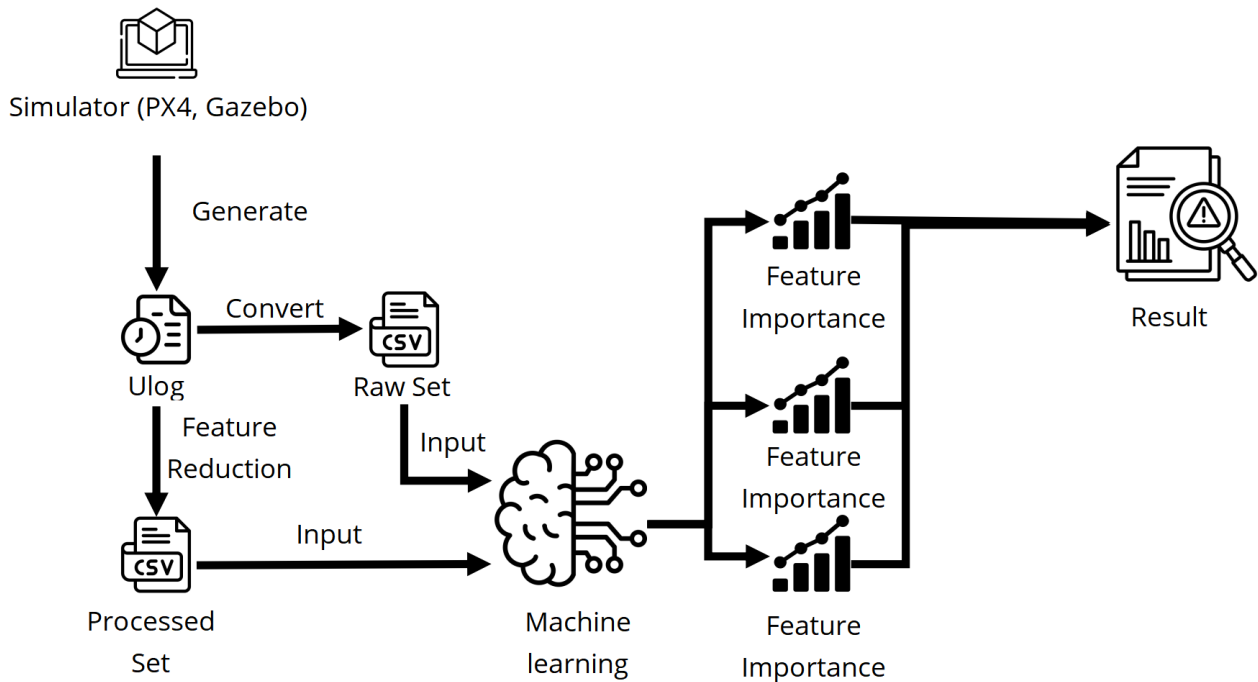 Simulator (PX4, Gazebo)
Generate
Convert
CSV
Ulog
Raw Set
Feature
Reduction
Input
CSV
Input
Processed
Set
Machine
learning
Feature
Importance
Feature
Importance
Feature
Importance
Result